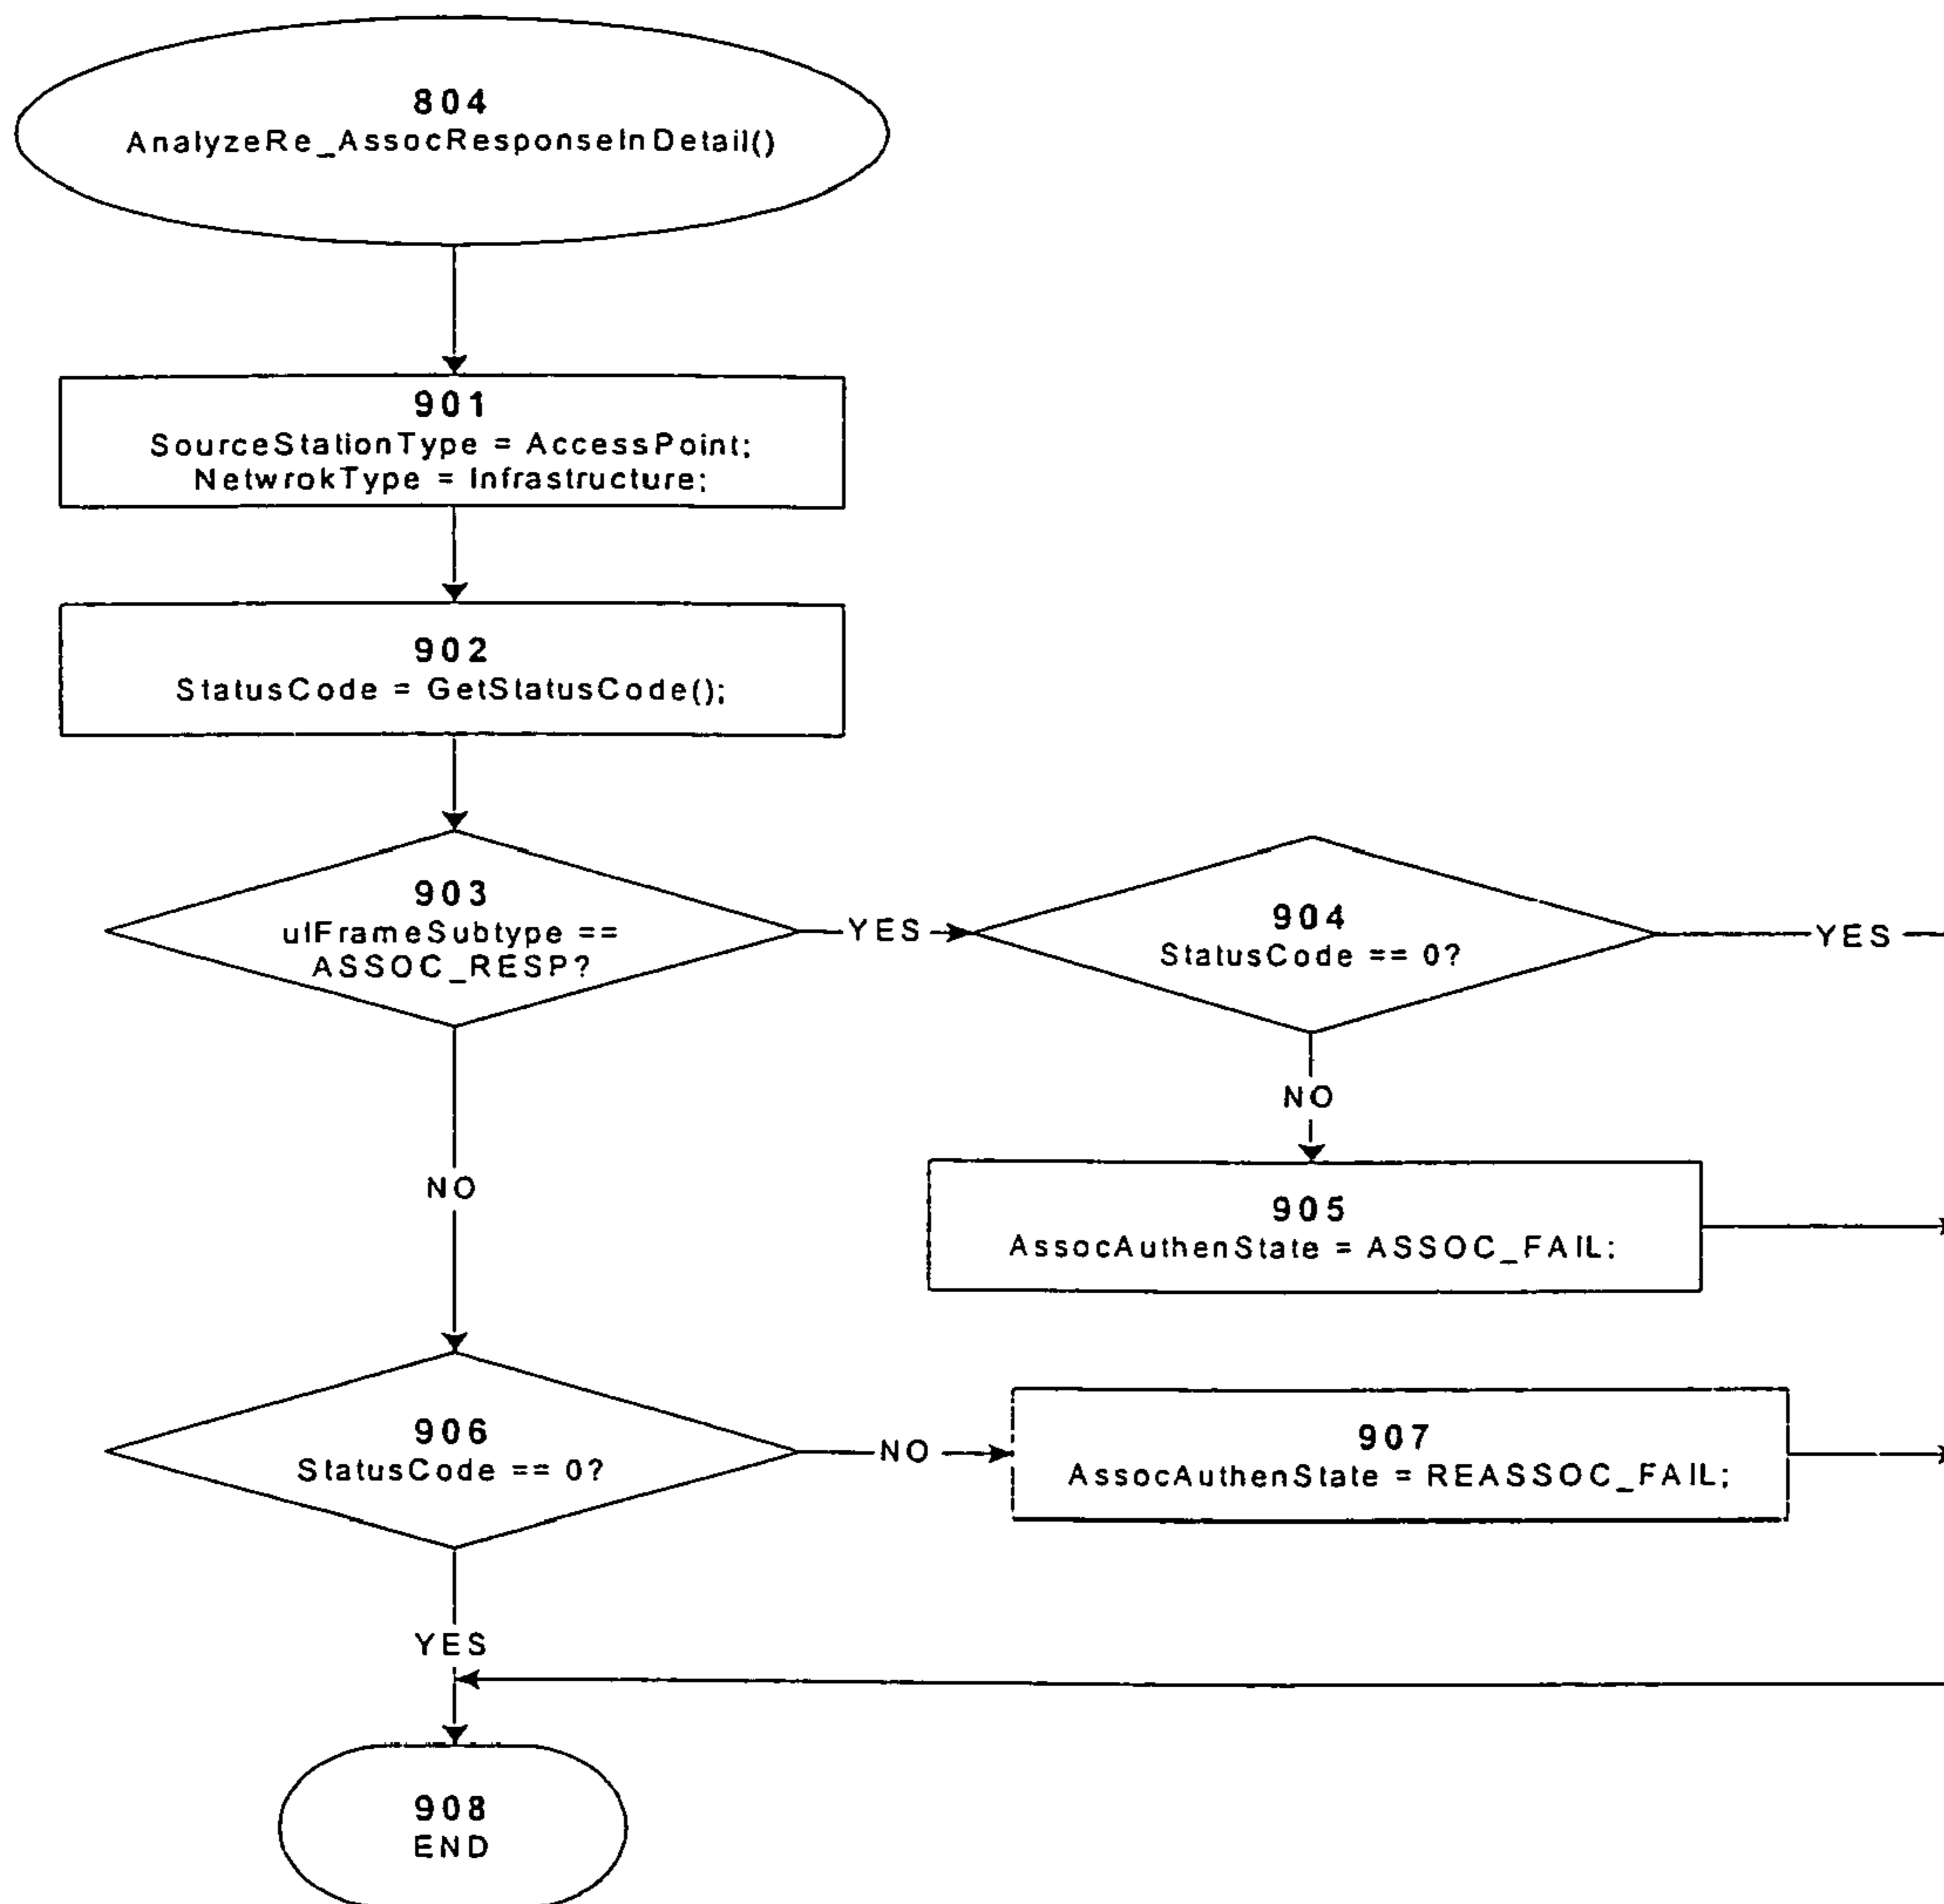 804
AnalyzeRe_AssocResponseInDetail()
901
SourceStationType = AccessPoint;
NetwrokType = Infrastructure;
902
StatusCode = GetStatusCode();
903
uiFrameSubtype ==
ASSOC_RESP?
YES
904
StatusCode == 0?
YES
NO
NO
905
AssocAuthenState = ASSOC_FAIL;
906
StatusCode == 0?
NO
907
AssocAuthenState = REASSOC_FAIL;
YES
908
END